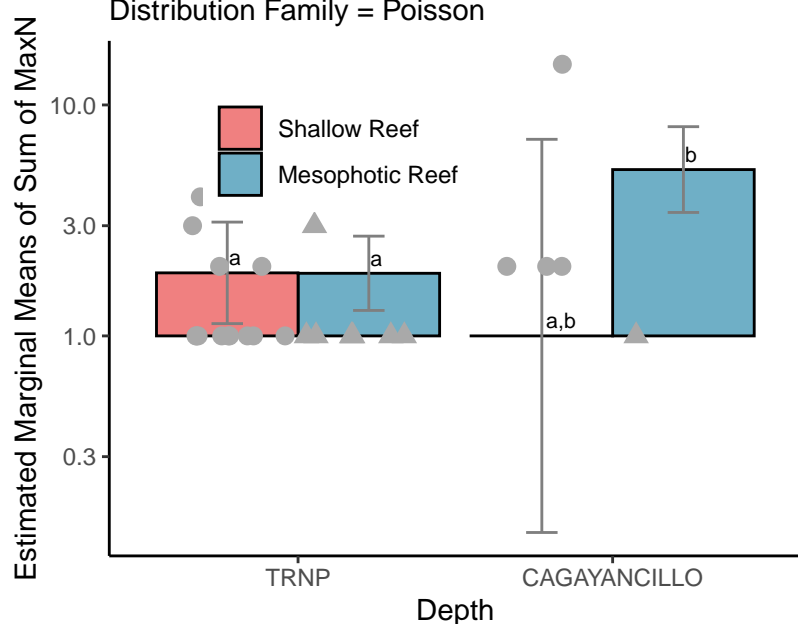 Distribution Family = Poisson
Estimated Marginal Means of Sum of MaxN
10.0
3.0
1.0
0.3
Shallow Reef
Mesophotic Reef
a
a
a,b
b
TRNP
CAGAYANCILLO
Depth